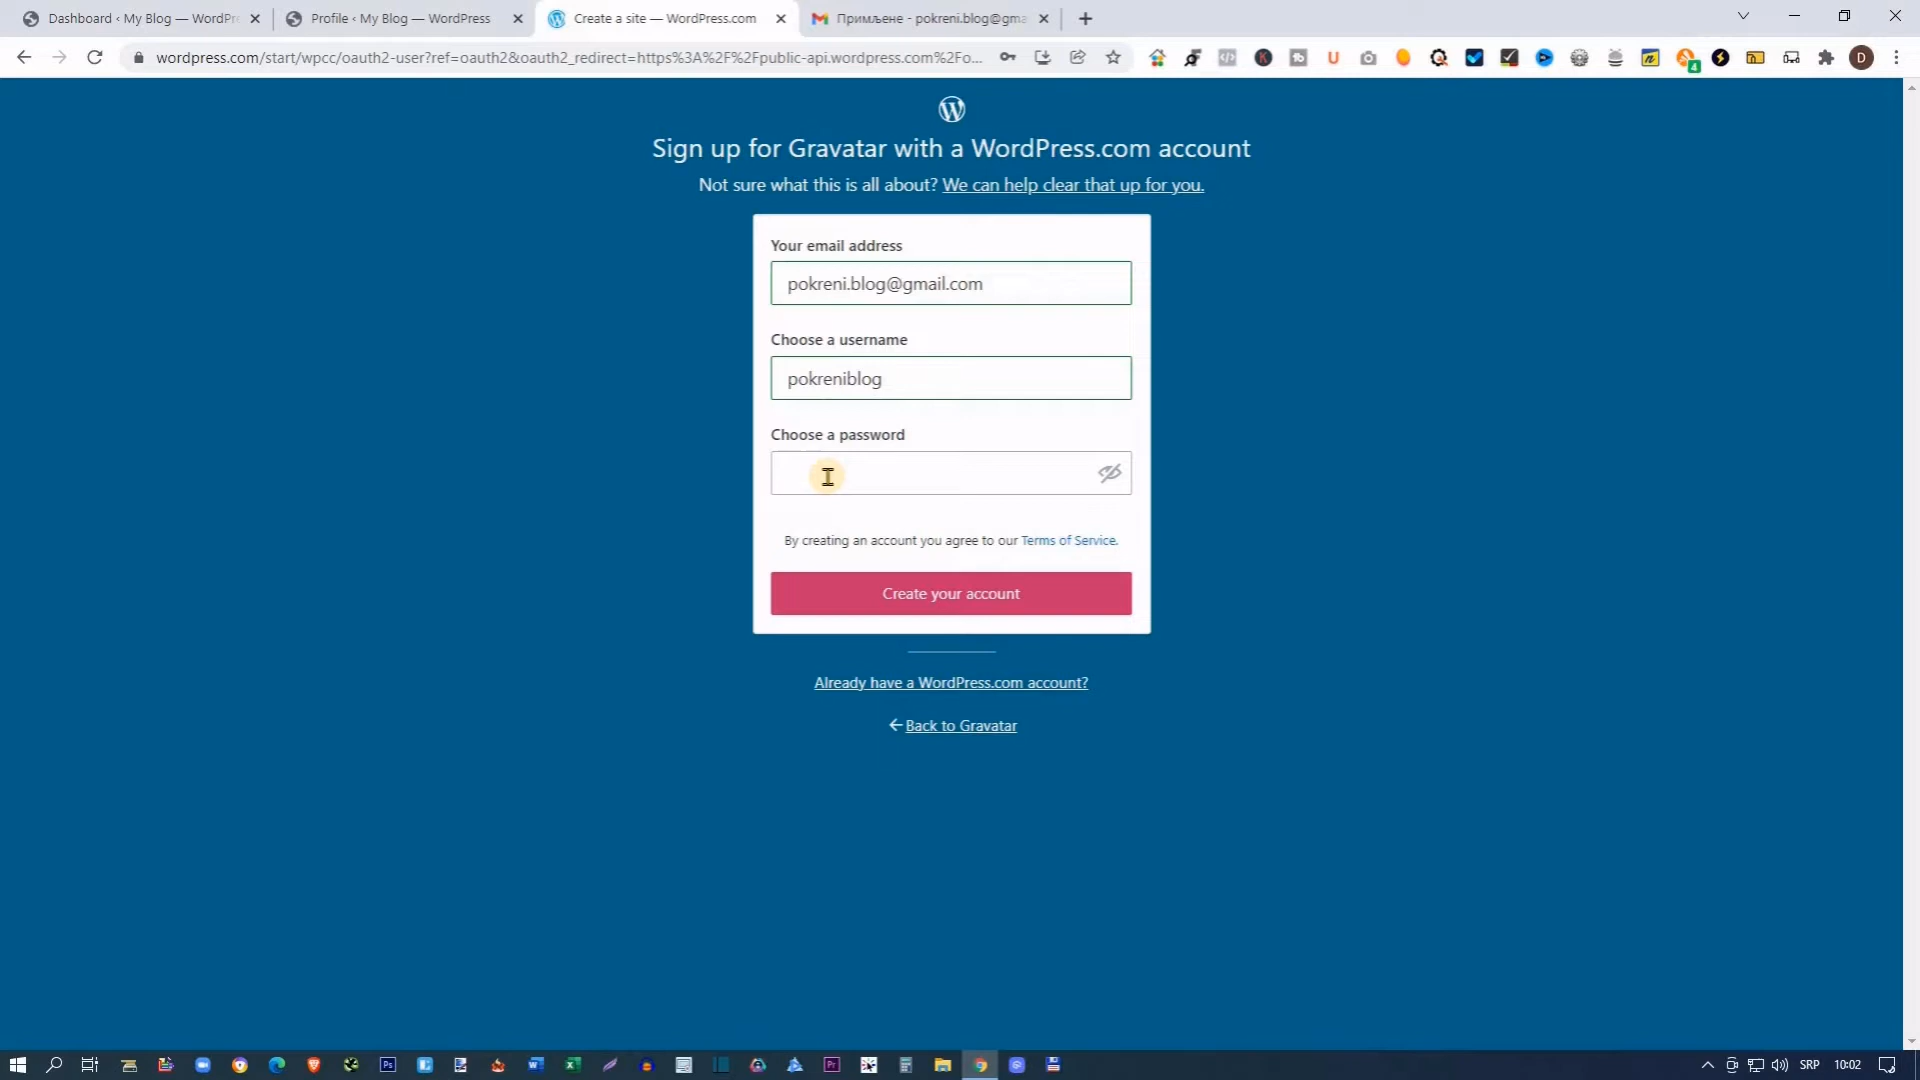 Dashboard ‹ My Blog — WordPr
Profile ‹ My Blog — WordPress
Create a site — WordPress.com
Примљене - pokreni.blog@gma
wordpress.com/start/wpcc/oauth2-user?ref=oauth2&oauth2_redirect=https%3A%2F%2Fpublic-api.wordpress.com%2Fo...
Sign up for Gravatar with a WordPress.com account
Not sure what this is all about? We can help clear that up for you.
Your email address
pokreni.blog@gmail.com
Choose a username
pokreniblog
Choose a password
By creating an account you agree to our Terms of Service.
Create your account
Already have a WordPress.com account?
Back to Gravatar
SRP 10:02